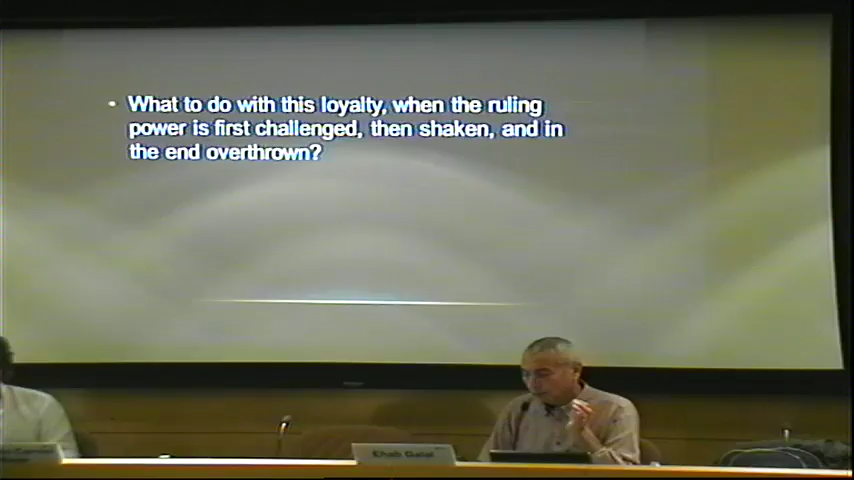 • What to do with this loyalty, when the ruling
power is first challenged, then shaken, and in
the end overthrown?
Ehab Galal